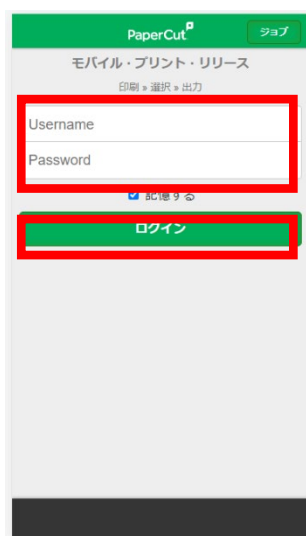 PaperCut
ジョブ
モバイル・プリント・リリース
印刷 » 選択 » 出力
Username
Password
記憶する
ログイン